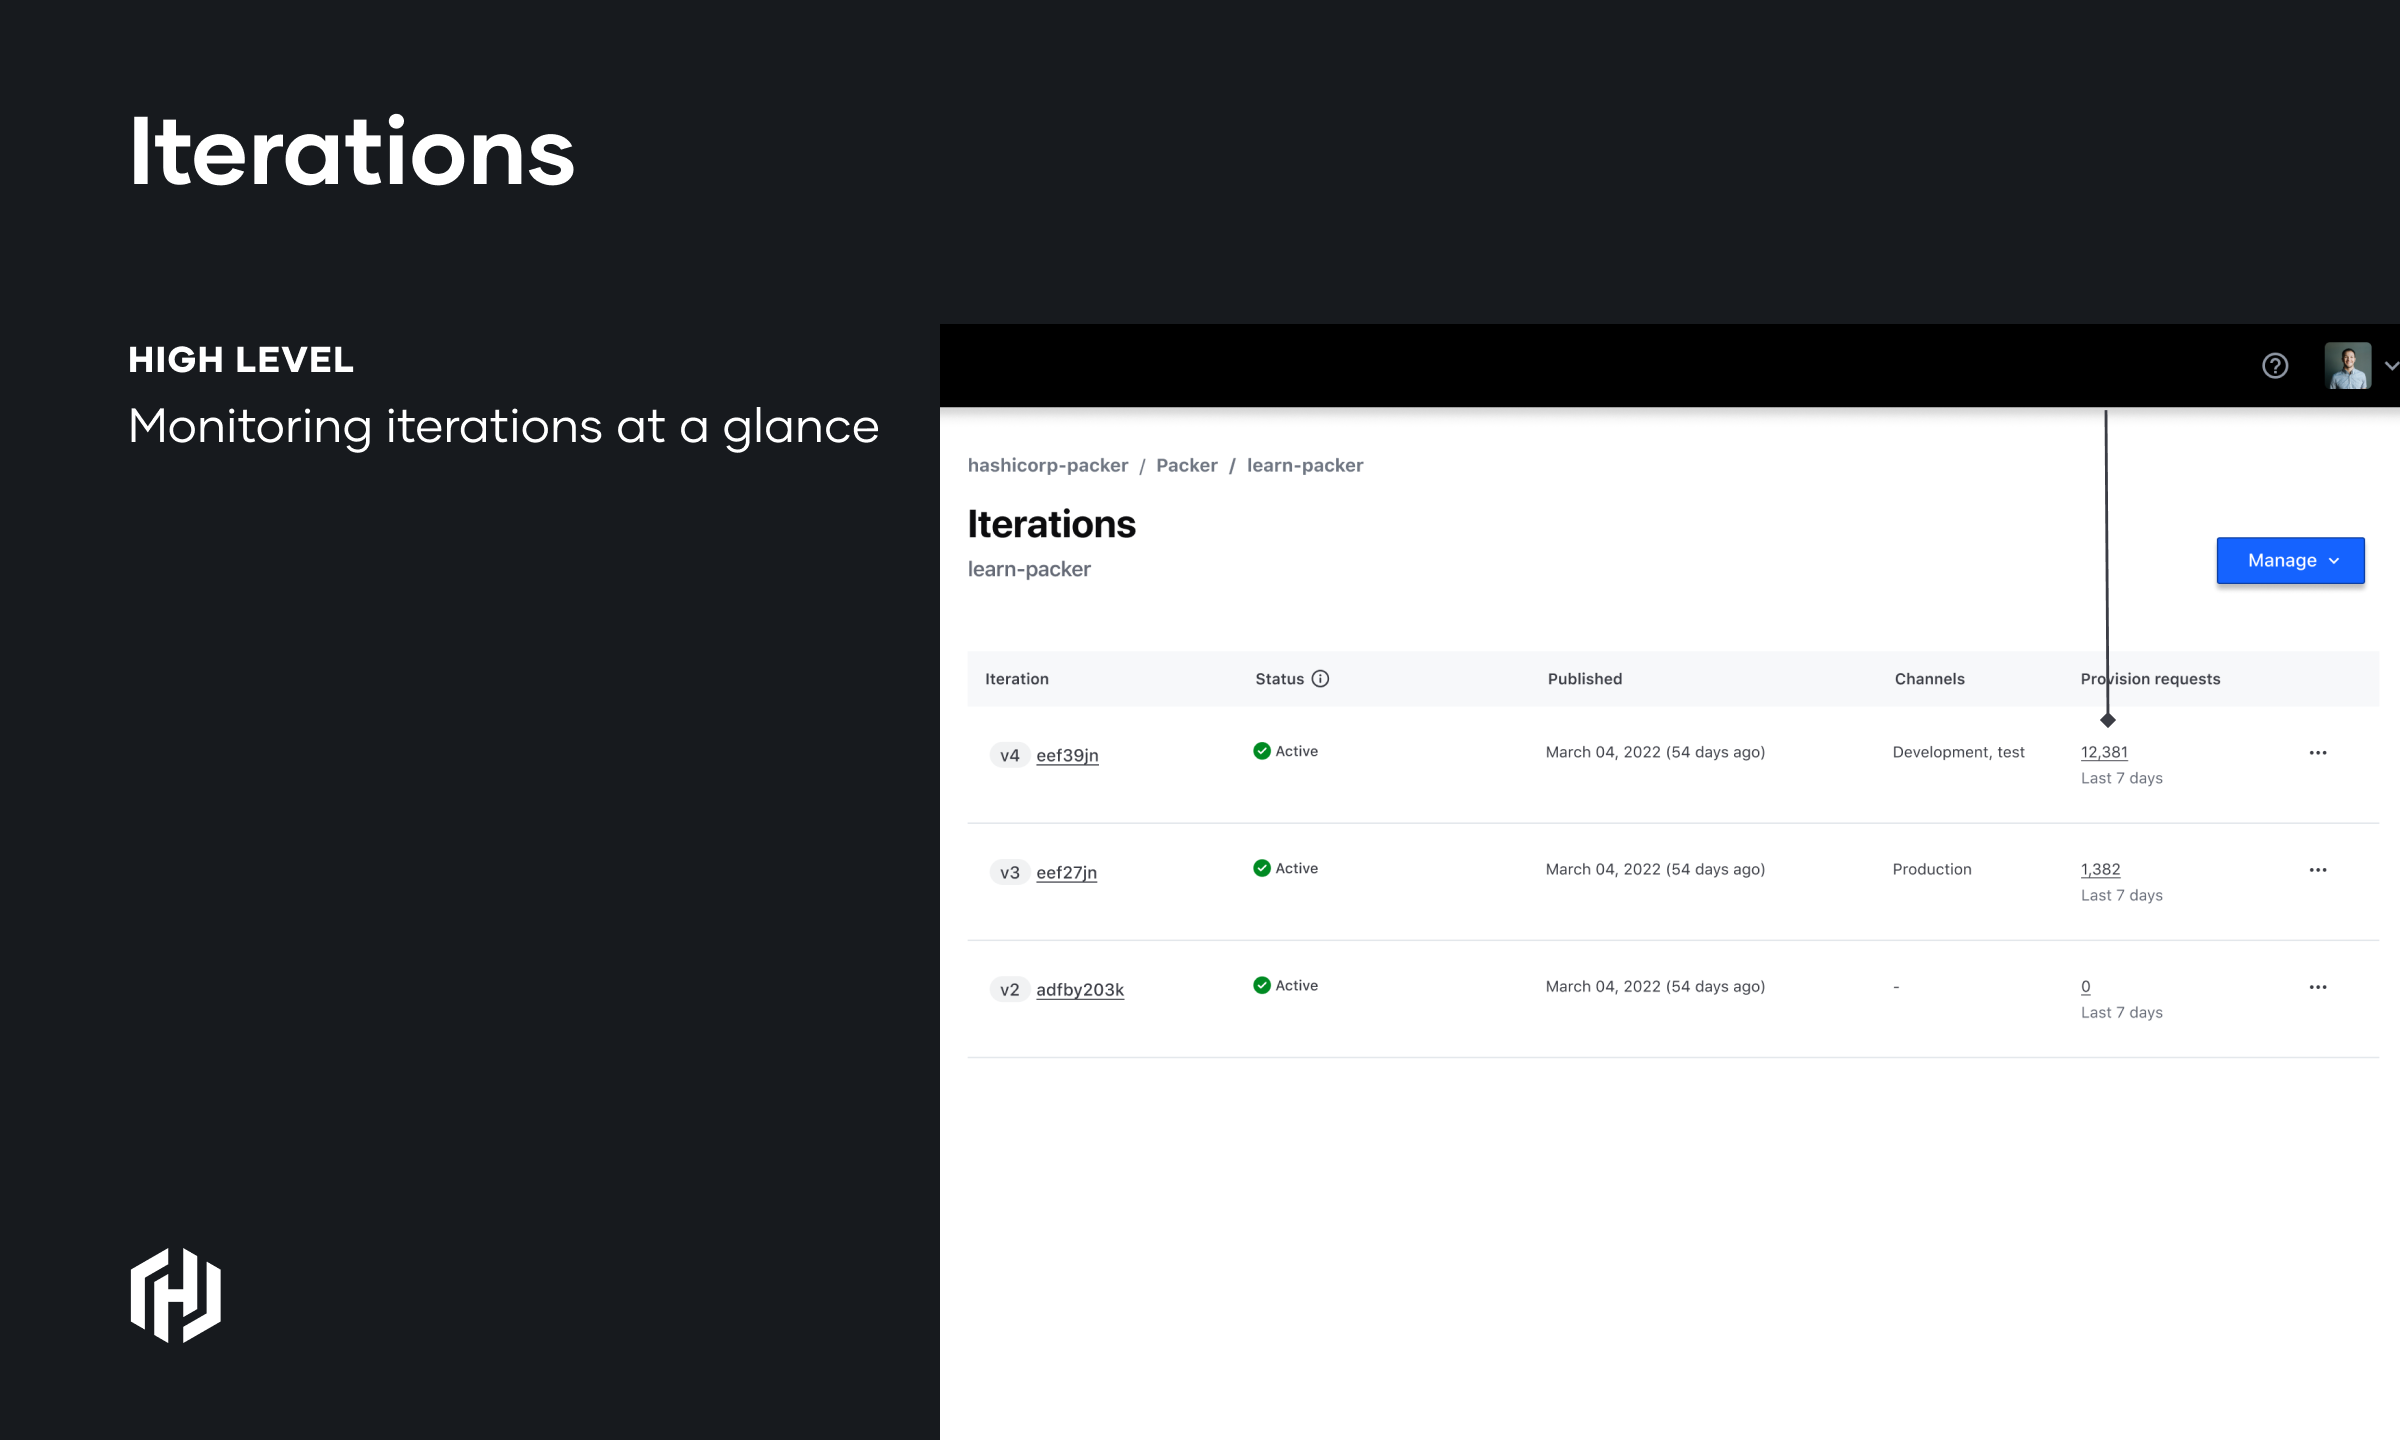 Iterations
HIGH LEVEL
Monitoring iterations at a glance
hashicorp-packer / Packer / learn-packer
Iterations
learn-packer
Manage
Iteration Status Published Channels Provision requests
v4 eef39jn Active March 04, 2022 (54 days ago) Development, test 12,381
Last 7 days
v3 eef27jn Active March 04, 2022 (54 days ago) Production 1,382
Last 7 days
v2 adfby203k Active March 04, 2022 (54 days ago) - 0
Last 7 days